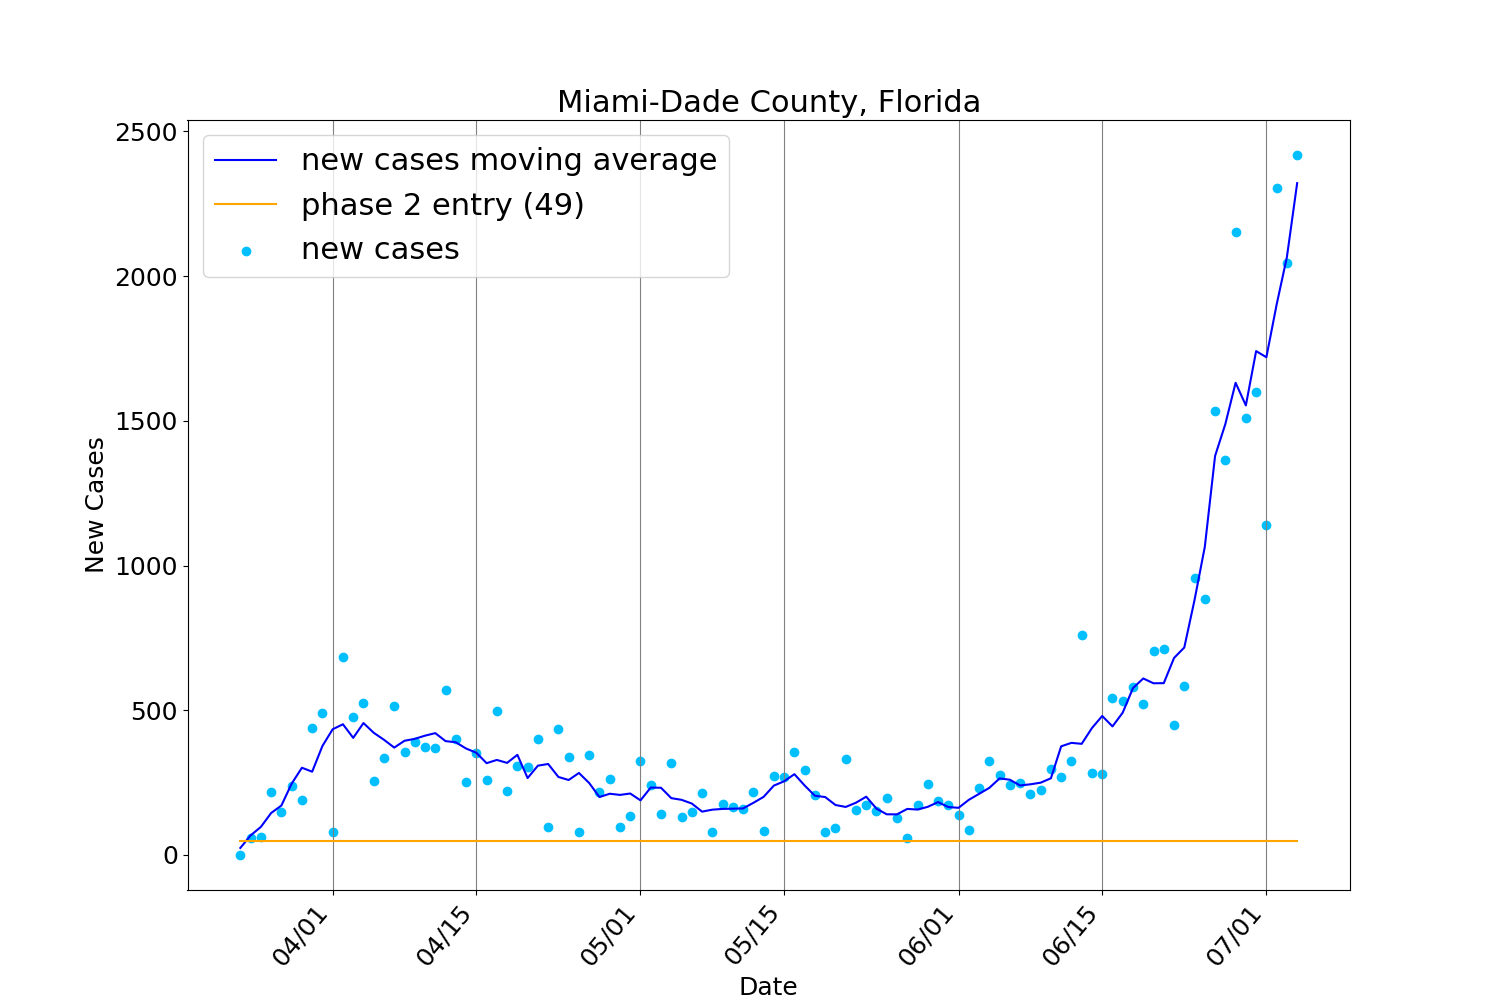 Miami-Dade County, Florida
new cases moving average
phase 2 entry (49)
new cases
2500
2000
1500
1000
500
0
New Cases
04/01
04/15
05/01
05/15
06/01
06/15
07/01
Date